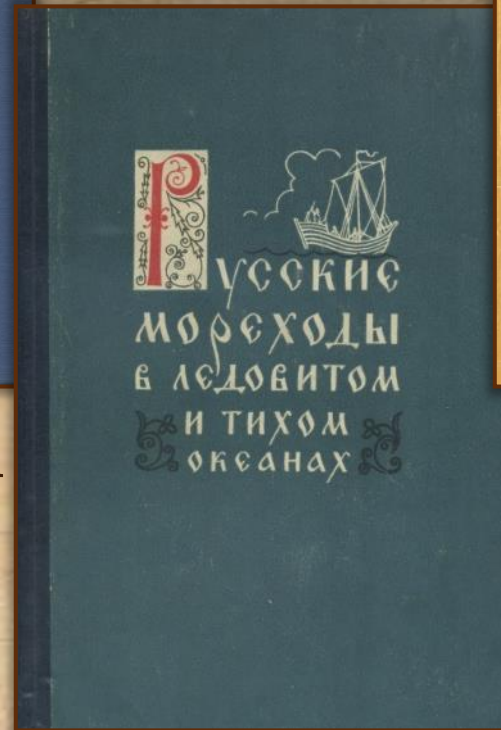 Русские
мореходы
в ледовитом
и тихом
океанах